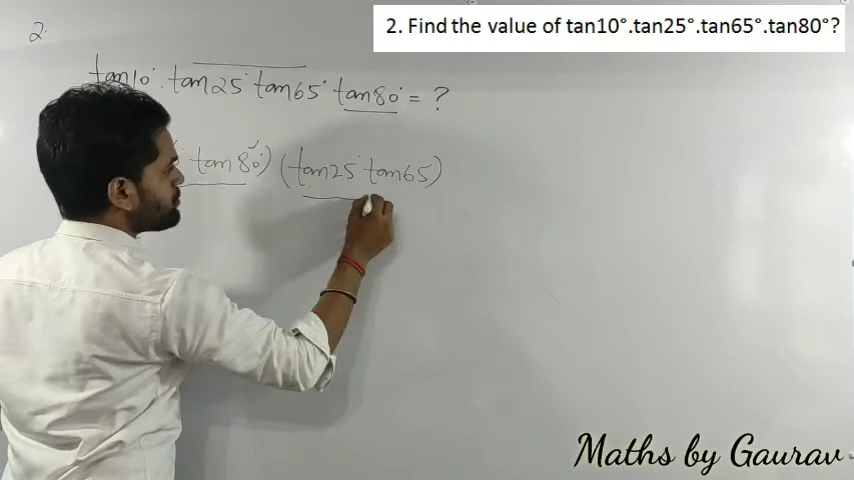 2. Find the value of tan10°.tan25°.tan65°.tan80°?
2.
tan10°. tan25° tan65° tan80° = ?
tan80°) (tan25° tan65)
Maths by Gaurav